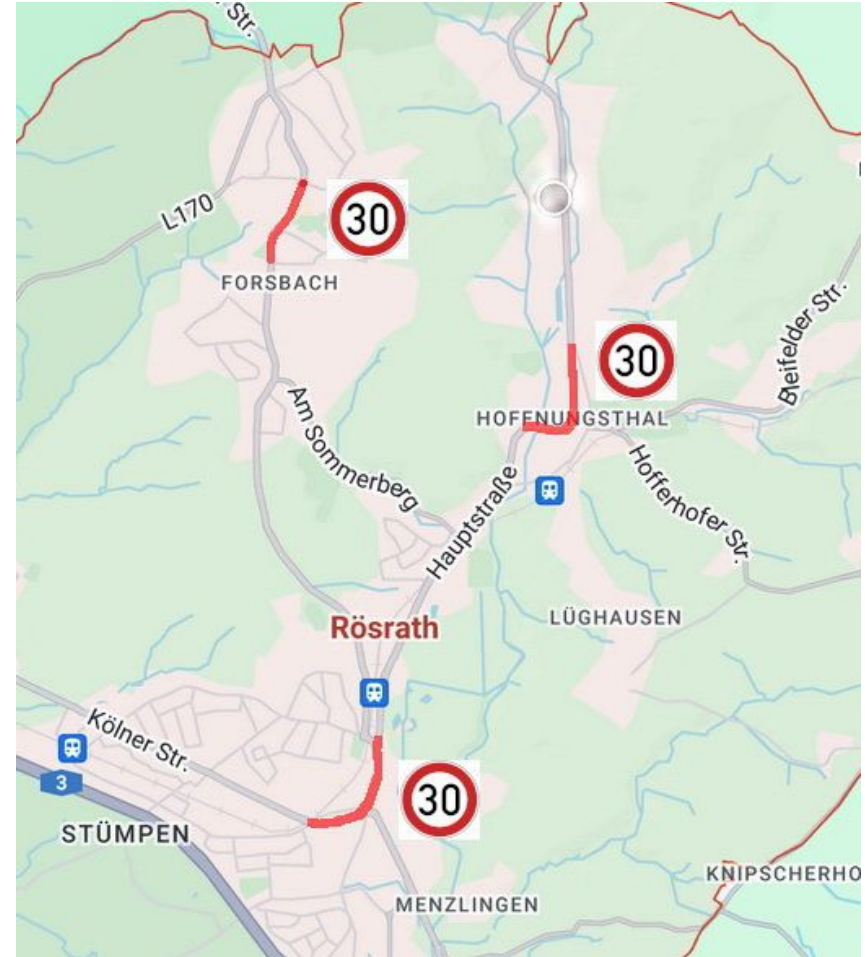 Str.
L170
30
FORSBACH
30
Bleifelder Str.
HOFFNUNGSTHAL
Am Sommerberg
Hauptstraße
Hofferhofer Str.
LÜGHAUSEN
Rösrath
Kölner Str.
3
30
STÜMPEN
KNIPSCHERHO
MENZLINGEN